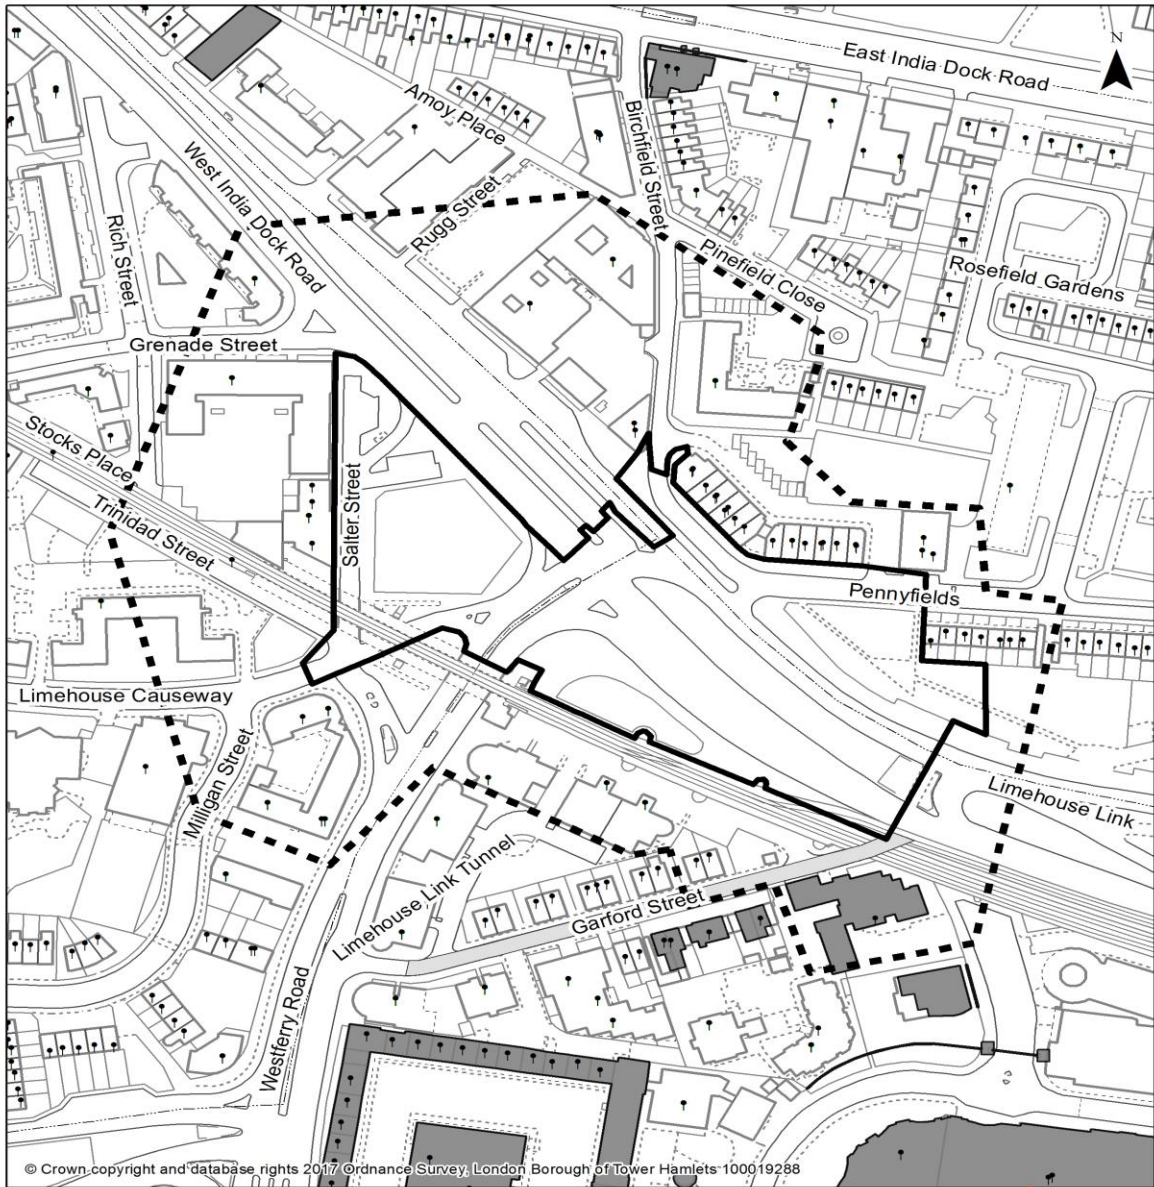 N
East India Dock Road
Amoy Place
Birchfield Street
West India Dock Road
Rich Street
Rugg Street
Pinefield Close
Rosefield Gardens
Grenade Street
Stocks Place
Trinidad Street
Salter Street
Pennyfields
Limehouse Causeway
Milligan Street
Limehouse Link
Limehouse Link Tunnel
Garford Street
Westferry Road
© Crown copyright and database rights 2017 Ordnance Survey, London Borough of Tower Hamlets 100019288